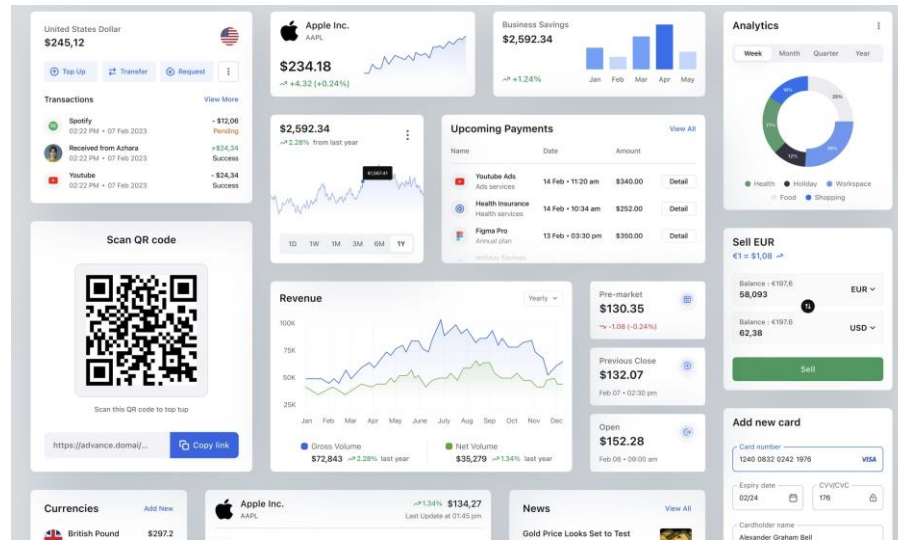 United States Dollar
$245,12
Top Up
Transfer
Request
Transactions
View More
Spotify
- $12,06
02:22 PM • 07 Feb 2023
Pending
Received from Azhara
+$24,34
02:22 PM • 07 Feb 2023
Success
Youtube
- $24,34
02:22 PM • 07 Feb 2023
Success
Scan QR code
Scan this QR code to top tup
https://advance.domai/...
Copy link
Currencies
Add New
British Pound
$297.2
Apple Inc.
AAPL
$234.18
+4.32 (+0.24%)
Business Savings
$2,592.34
+1.24%
Jan Feb Mar Apr May
$2,592.34
2.28% from last year
1D 1W 1M 3M 6M 1Y
Upcoming Payments
View All
Name Date Amount
Youtube Ads
Ads services
14 Feb • 11:20 am
$340.00
Detail
Health Insurance
Health services
14 Feb • 10:34 am
$252.00
Detail
Figma Pro
Annual plan
13 Feb • 03:30 pm
$350.00
Detail
Holiday Savings
Revenue
Yearly
100K
75K
50K
25K
Jan Feb Mar Apr May June July Aug Sep Oct Nov Dec
Gross Volume
$72,843 2.28% last year
Net Volume
$35,279 1.34% last year
Pre-market
$130.35
-1.08 (-0.24%)
Previous Close
$132.07
Feb 07 • 02:30 pm
Open
$152.28
Feb 08 • 09:00 am
Apple Inc.
AAPL
1.34% $134,27
Last Update at 01:45 pm
News
View All
Gold Price Looks Set to Test
Analytics
Week Month Quarter Year
20%
12%
Health Holiday Workspace
Food Shopping
Sell EUR
€1 = $1,08
Balance : €197,6
58,093
EUR
Balance : €197.6
62,38
USD
Sell
Add new card
Card number
1240 0832 0242 1976
VISA
Expiry date
02/24
CVV/CVC
176
Cardholder name
Alexander Graham Bell